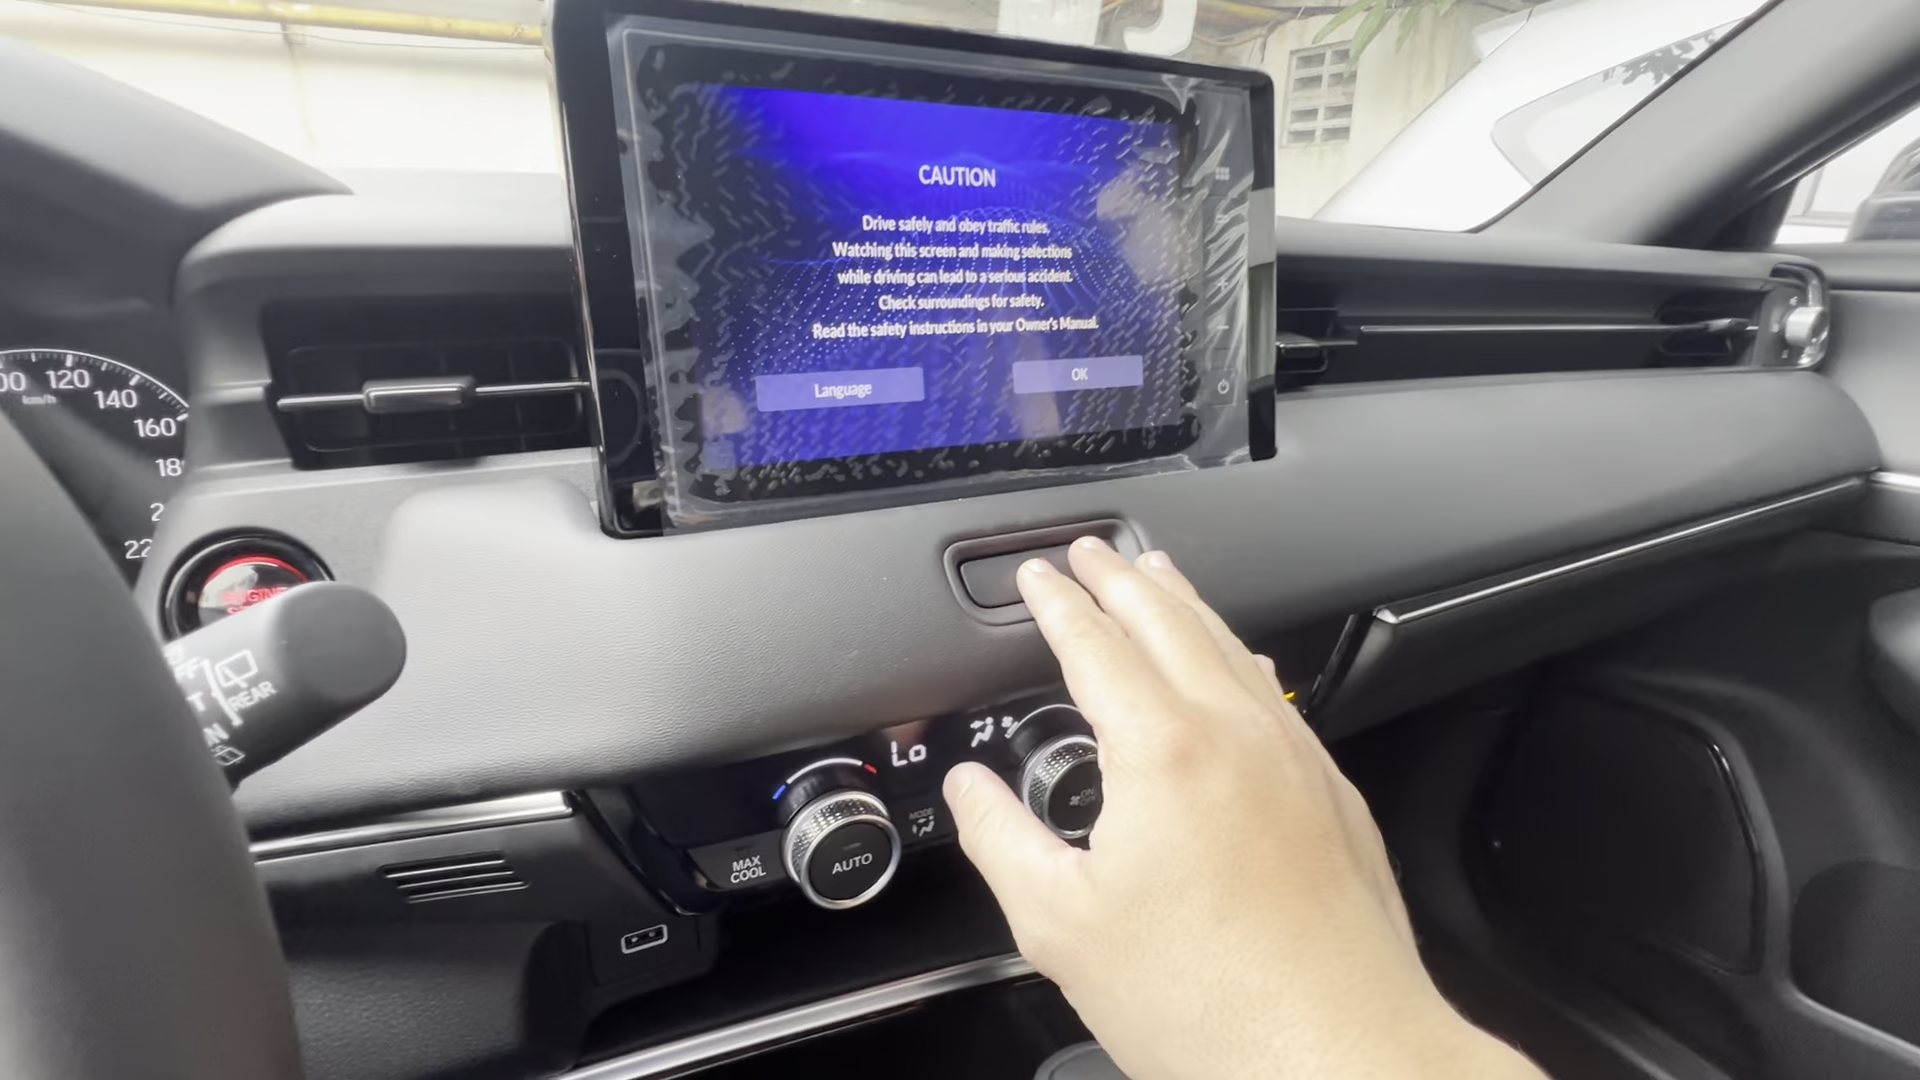 CAUTION
Drive safely and obey traffic rules.
Watching this screen and making selections
while driving can lead to a serious accident.
Check surroundings for safety.
Read the safety instructions in your Owner's Manual.
Language
OK
120
km/h
140
160
REAR
Lo
MODE
MAX
COOL
AUTO
ON